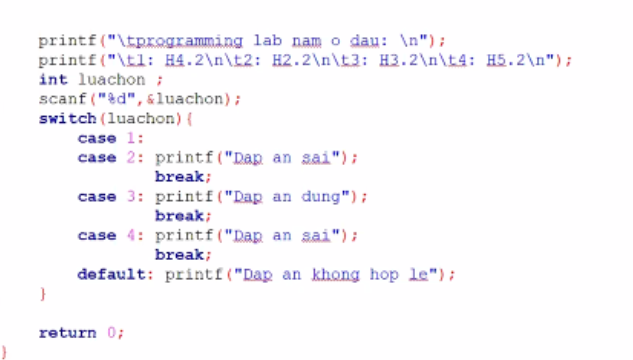 printf("\tprogramming lab nam o dau: \n");
printf("\t1: H4.2\n\t2: H2.2\n\t3: H3.2\n\t4: H5.2\n");
int luachon ;
scanf("%d",&luachon);
switch(luachon){
case 1:
case 2: printf("Dap an sai");
break;
case 3: printf("Dap an dung");
break;
case 4: printf("Dap an sai");
break;
default: printf("Dap an khong hop le");
}
return 0;
}